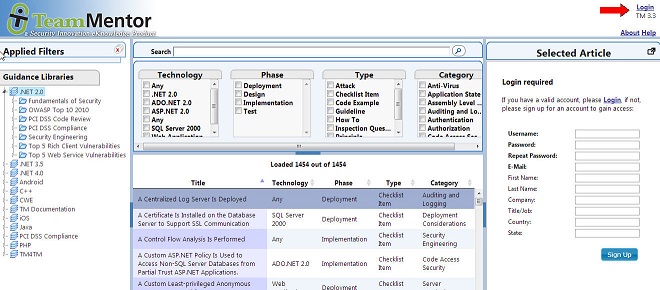 TeamMentor
A Security Innovation eKnowledge Product
Login
TM 3.3
About Help
Applied Filters
Guidance Libraries
.NET 2.0
Fundamentals of Security
OWASP Top 10 2010
PCI DSS Code Review
PCI DSS Compliance
Security Engineering
Top 5 Rich Client Vulnerabilities
Top 5 Web Service Vulnerabilities
.NET 3.5
.NET 4.0
Android
C++
CWE
TM Documentation
iOS
Java
PCI DSS Compliance
PHP
TM4TM
Search
Technology
Any
.NET 2.0
ADO.NET 2.0
ASP.NET 2.0
Any
SQL Server 2000
Web Application
Phase
Deployment
Design
Implementation
Test
Type
Attack
Checklist Item
Code Example
Guideline
How To
Inspection Ques...
Principle
Category
Anti-Virus
Application State
Assembly Level ...
Auditing and Lo...
Authentication
Authorization
Code Access Sec...
Loaded 1454 out of 1454
Title Technology Phase Type Category
A Centralized Log Server Is Deployed Any Deployment Checklist Item Auditing and Logging
A Certificate Is Installed on the Database Server to Support SSL Communication SQL Server 2000 Deployment Checklist Item Deployment Considerations
A Control Flow Analysis Is Performed Any Implementation Checklist Item Security Engineering
A Custom ASP.NET Policy Is Used to Access Non-SQL Server Databases from Partial Trust ASP.NET Applications. ADO.NET 2.0 Implementation Checklist Item Code Access Security
A Custom Least-privileged Anonymous Web Deployment Checklist Server
Selected Article
Login required
If you have a valid account, please Login, if not,
please sign up for an account to gain access:
Username:
Password:
Repeat Password:
E-Mail:
First Name:
Last Name:
Company:
Title/Job:
Country:
State:
Sign Up